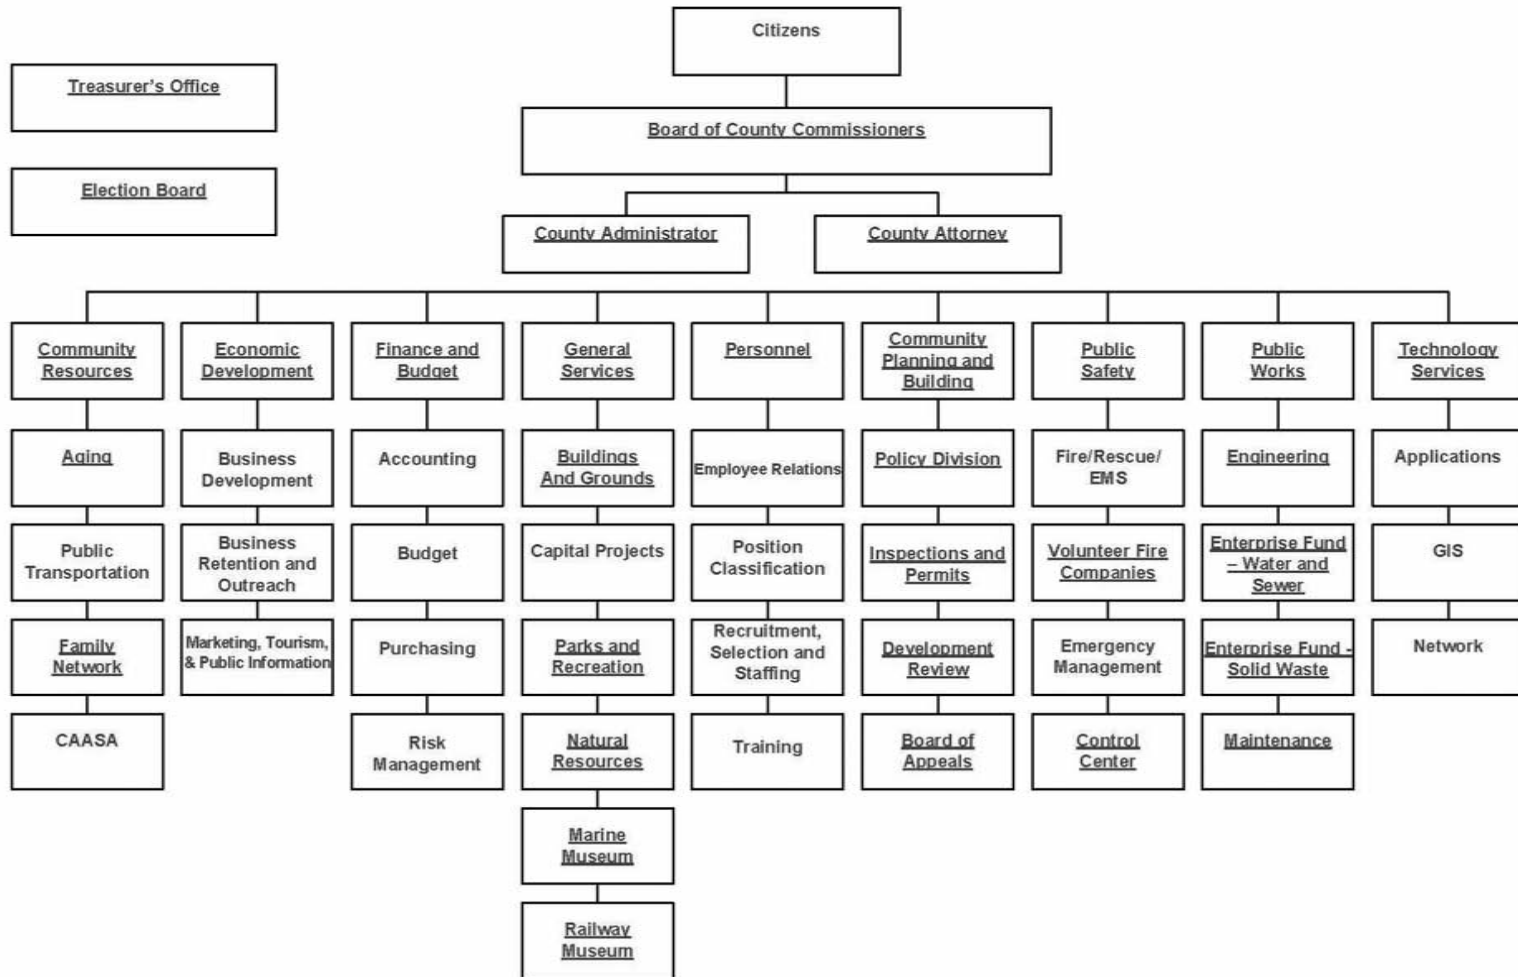 Citizens
Treasurer's Office
Board of County Commissioners
Election Board
County Administrator
County Attorney
Community
Resources
Economic
Development
Finance and
Budget
General
Services
Personnel
Community
Planning and
Building
Public
Safety
Public
Works
Technology
Services
Aging
Business
Development
Accounting
Buildings
And Grounds
Employee Relations
Policy Division
Fire/Rescue/
EMS
Engineering
Applications
Public
Transportation
Business
Retention and
Outreach
Budget
Capital Projects
Position
Classification
Inspections and
Permits
Volunteer Fire
Companies
Enterprise Fund
– Water and
Sewer
GIS
Family
Network
Marketing, Tourism,
& Public Information
Purchasing
Parks and
Recreation
Recruitment,
Selection and
Staffing
Development
Review
Emergency
Management
Enterprise Fund -
Solid Waste
Network
CAASA
Risk
Management
Natural
Resources
Training
Board of
Appeals
Control
Center
Maintenance
Marine
Museum
Railway
Museum